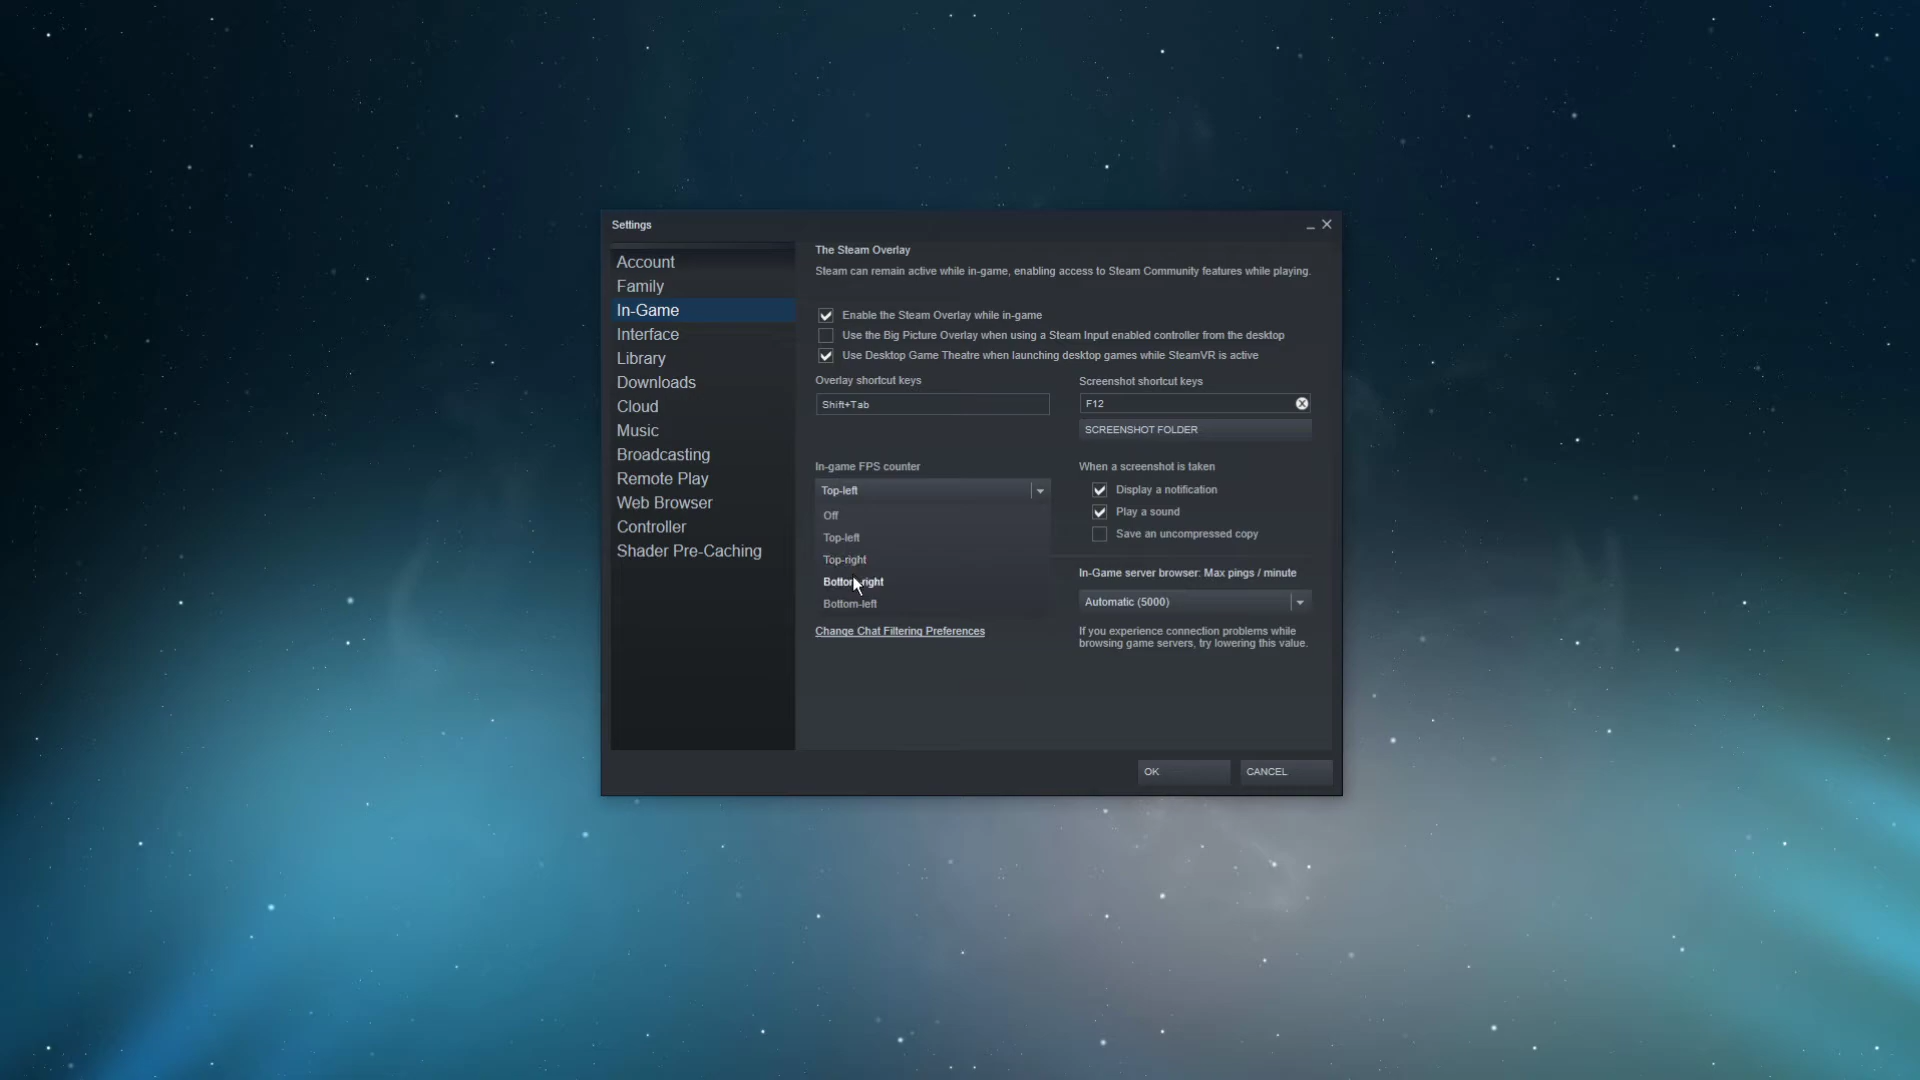 Settings
Account
Family
In-Game
Interface
Library
Downloads
Cloud
Music
Broadcasting
Remote Play
Web Browser
Controller
Shader Pre-Caching
The Steam Overlay
Steam can remain active while in-game, enabling access to Steam Community features while playing.
Enable the Steam Overlay while in-game
Use the Big Picture Overlay when using a Steam Input enabled controller from the desktop
Use Desktop Game Theatre when launching desktop games while SteamVR is active
Overlay shortcut keys
Shift+Tab
Screenshot shortcut keys
F12
SCREENSHOT FOLDER
In-game FPS counter
Top-left
Off
Top-left
Top-right
Bottom-right
Bottom-left
Change Chat Filtering Preferences
When a screenshot is taken
Display a notification
Play a sound
Save an uncompressed copy
In-Game server browser: Max pings / minute
Automatic (5000)
If you experience connection problems while
browsing game servers, try lowering this value.
OK
CANCEL